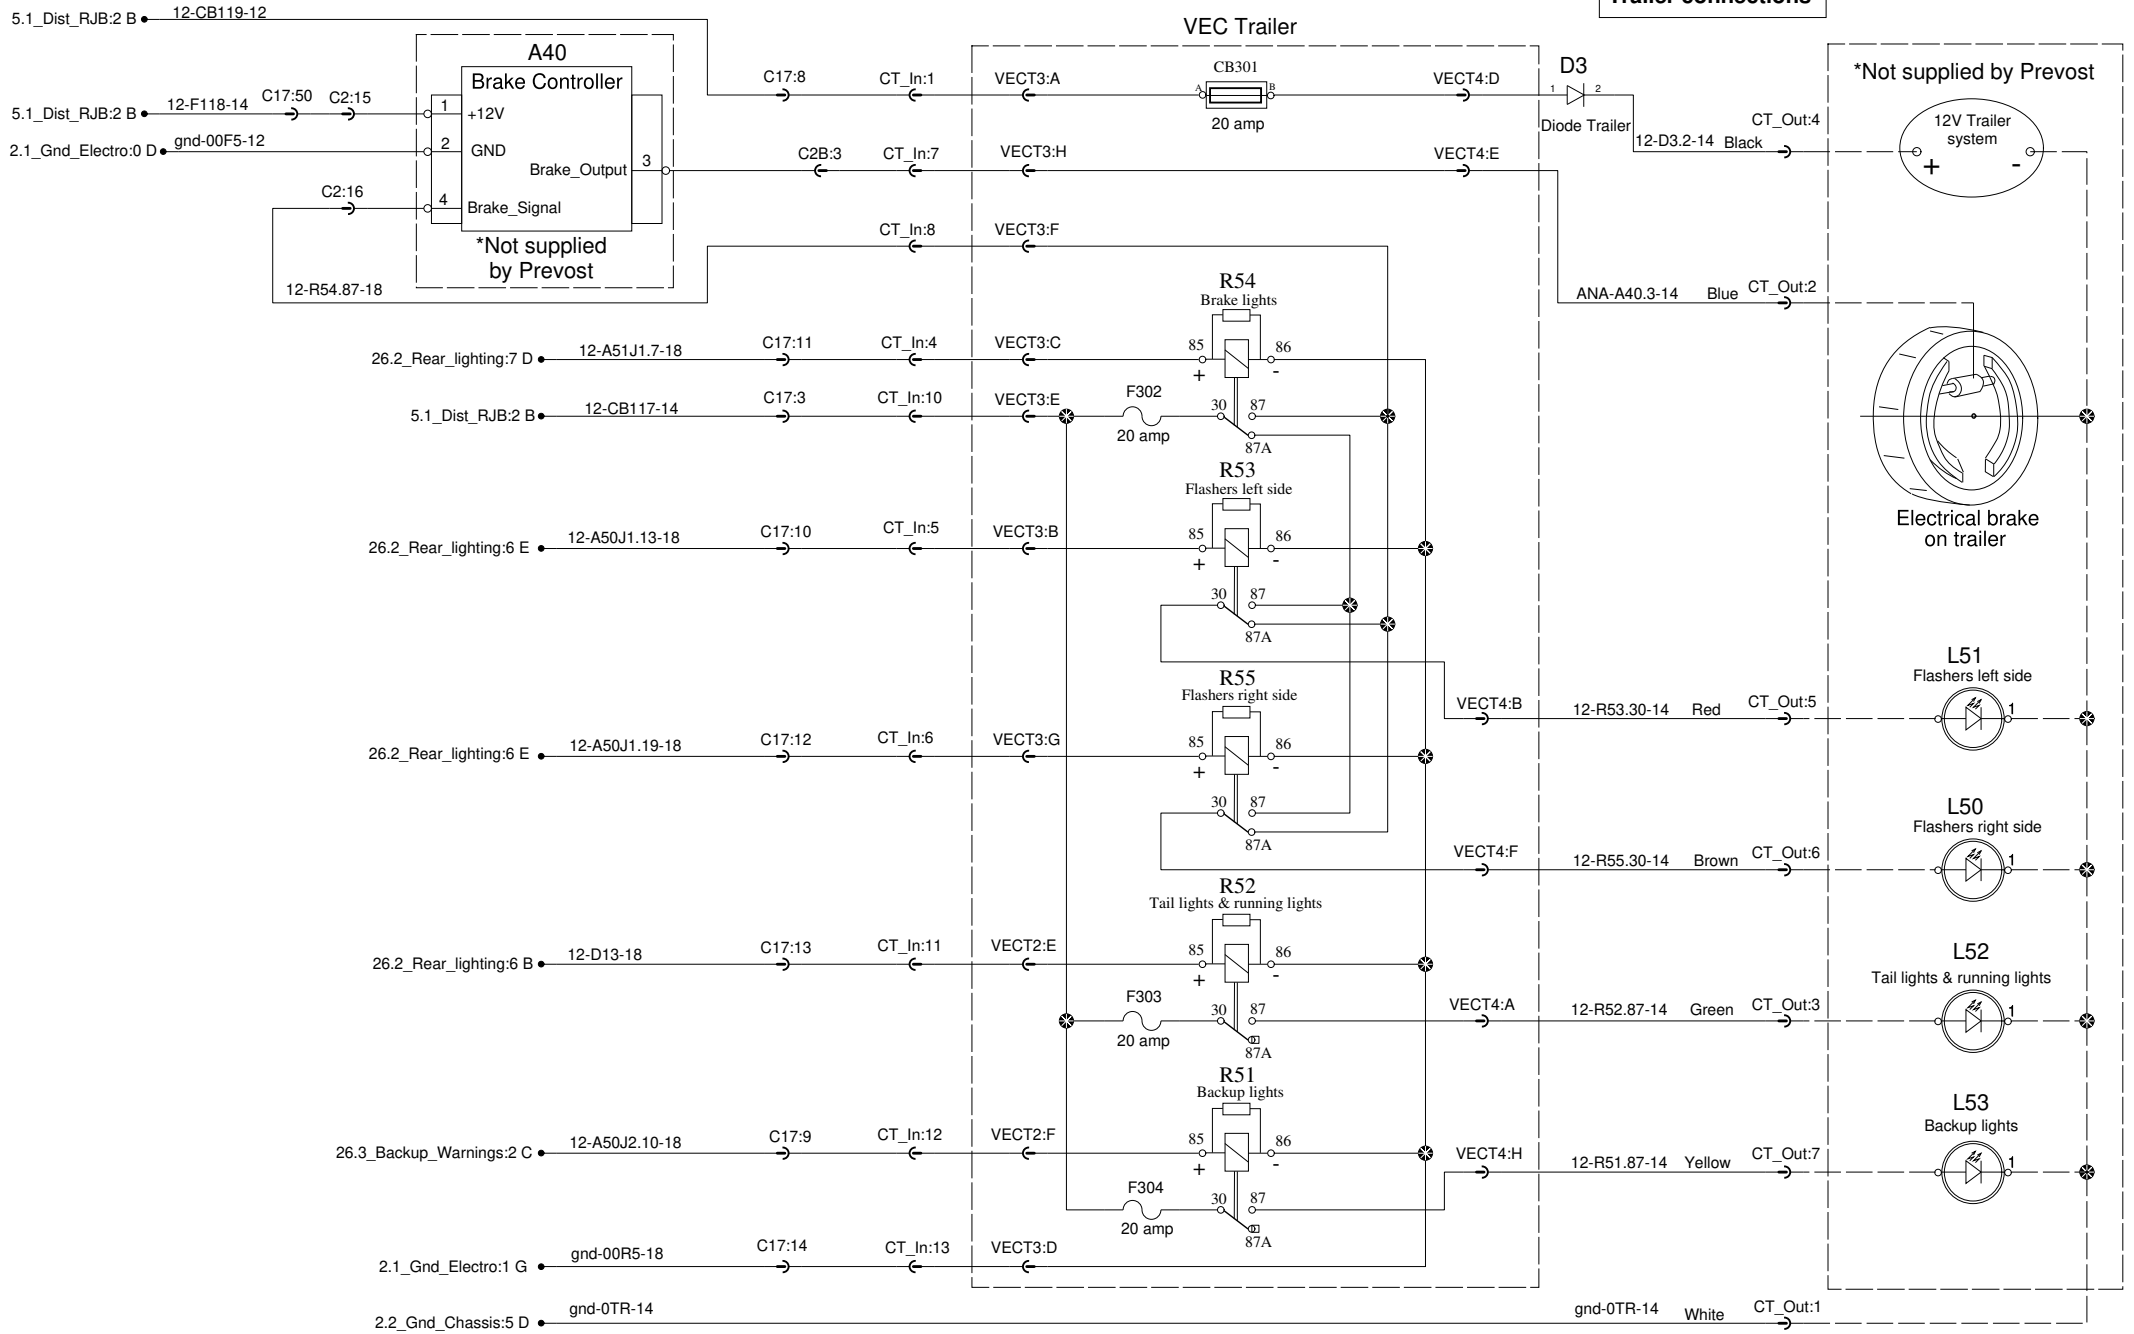 Trailer connections
5.1_Dist_RJB:2 B
12-CB119-12
VEC Trailer
A40
Brake Controller
C17:8
CT_In:1
VECT3:A
CB301
A
B
20 amp
VECT4:D
D3
1
2
Diode Trailer
*Not supplied by Prevost
12V Trailer
system
+
-
CT_Out:4
12-D3.2-14
Black
5.1_Dist_RJB:2 B
12-F118-14
C17:50
C2:15
1
+12V
2.1_Gnd_Electro:0 D
gnd-00F5-12
2
GND
Brake_Output
3
C2B:3
CT_In:7
VECT3:H
VECT4:E
C2:16
4
Brake_Signal
*Not supplied
by Prevost
12-R54.87-18
CT_In:8
VECT3:F
ANA-A40.3-14
Blue
CT_Out:2
R54
Brake lights
26.2_Rear_lighting:7 D
12-A51J1.7-18
C17:11
CT_In:4
VECT3:C
85
86
+
-
5.1_Dist_RJB:2 B
12-CB117-14
C17:3
CT_In:10
VECT3:E
F302
20 amp
30
87
87A
Electrical brake
on trailer
R53
Flashers left side
26.2_Rear_lighting:6 E
12-A50J1.13-18
C17:10
CT_In:5
VECT3:B
85
86
+
-
30
87
87A
R55
Flashers right side
VECT4:B
12-R53.30-14
Red
CT_Out:5
L51
Flashers left side
1
26.2_Rear_lighting:6 E
12-A50J1.19-18
C17:12
CT_In:6
VECT3:G
85
86
+
-
30
87
87A
VECT4:F
12-R55.30-14
Brown
CT_Out:6
L50
Flashers right side
1
R52
Tail lights & running lights
26.2_Rear_lighting:6 B
12-D13-18
C17:13
CT_In:11
VECT2:E
85
86
+
-
F303
20 amp
30
87
87A
VECT4:A
12-R52.87-14
Green
CT_Out:3
L52
Tail lights & running lights
1
R51
Backup lights
26.3_Backup_Warnings:2 C
12-A50J2.10-18
C17:9
CT_In:12
VECT2:F
85
86
+
-
F304
20 amp
30
87
87A
VECT4:H
12-R51.87-14
Yellow
CT_Out:7
L53
Backup lights
1
2.1_Gnd_Electro:1 G
gnd-00R5-18
C17:14
CT_In:13
VECT3:D
2.2_Gnd_Chassis:5 D
gnd-0TR-14
gnd-0TR-14
White
CT_Out:1